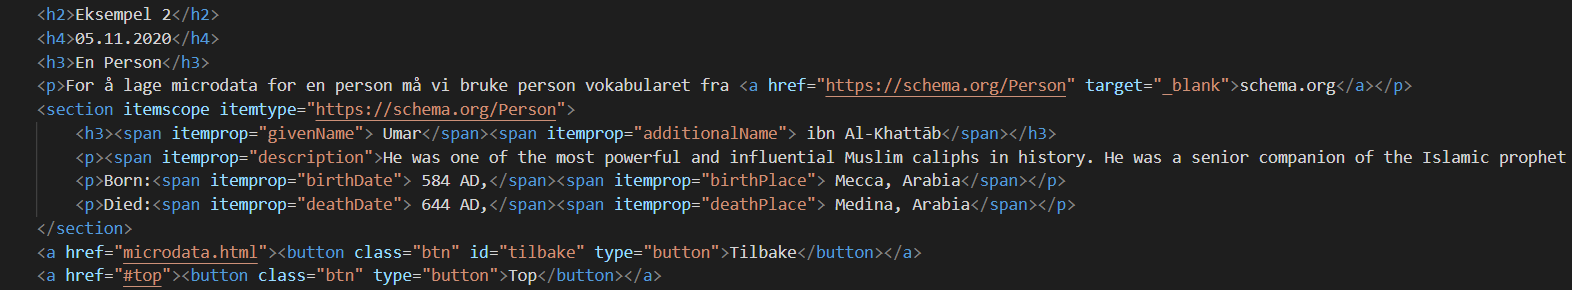 <h2>Eksempel 2</h2>
<h4>05.11.2020</h4>
<h3>En Person</h3>
<p>For å lage microdata for en person må vi bruke person vokabularet fra <a href="https://schema.org/Person" target="_blank">schema.org</a></p>
<section itemscope itemtype="https://schema.org/Person">
<h3><span itemprop="givenName"> Umar</span><span itemprop="additionalName"> ibn Al-Khattāb</span></h3>
<p><span itemprop="description">He was one of the most powerful and influential Muslim caliphs in history. He was a senior companion of the Islamic prophet
<p>Born:<span itemprop="birthDate"> 584 AD,</span><span itemprop="birthPlace"> Mecca, Arabia</span></p>
<p>Died:<span itemprop="deathDate"> 644 AD,</span><span itemprop="deathPlace"> Medina, Arabia</span></p>
</section>
<a href="microdata.html"><button class="btn" id="tilbake" type="button">Tilbake</button></a>
<a href="#top"><button class="btn" type="button">Top</button></a>